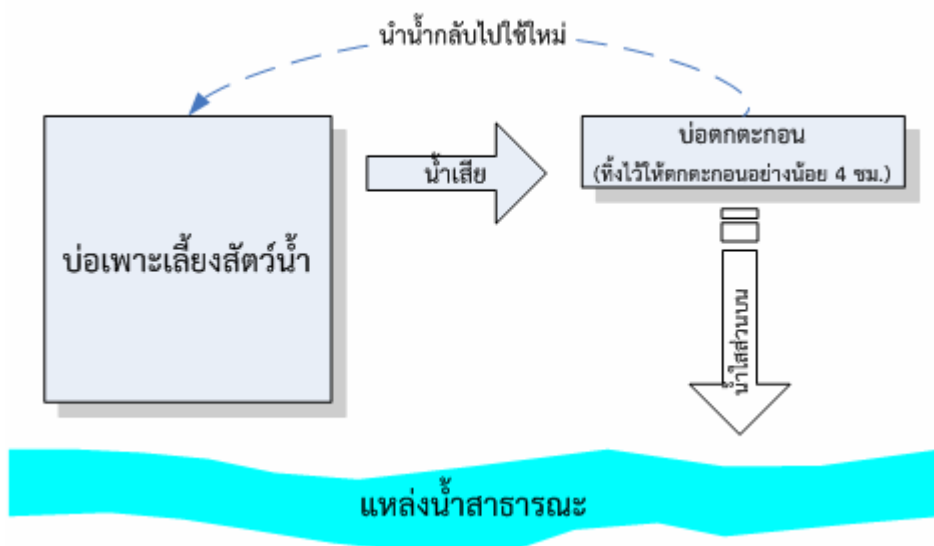 นำน้ำกลับไปใช้ใหม่
บ่อตกตะกอน
(ทิ้งไว้ให้ตกตะกอนอย่างน้อย 4 ชม.)
น้ำเสีย
บ่อเพาะเลี้ยงสัตว์น้ำ
น้ำใสส่วนบน
แหล่งน้ำสาธารณะ